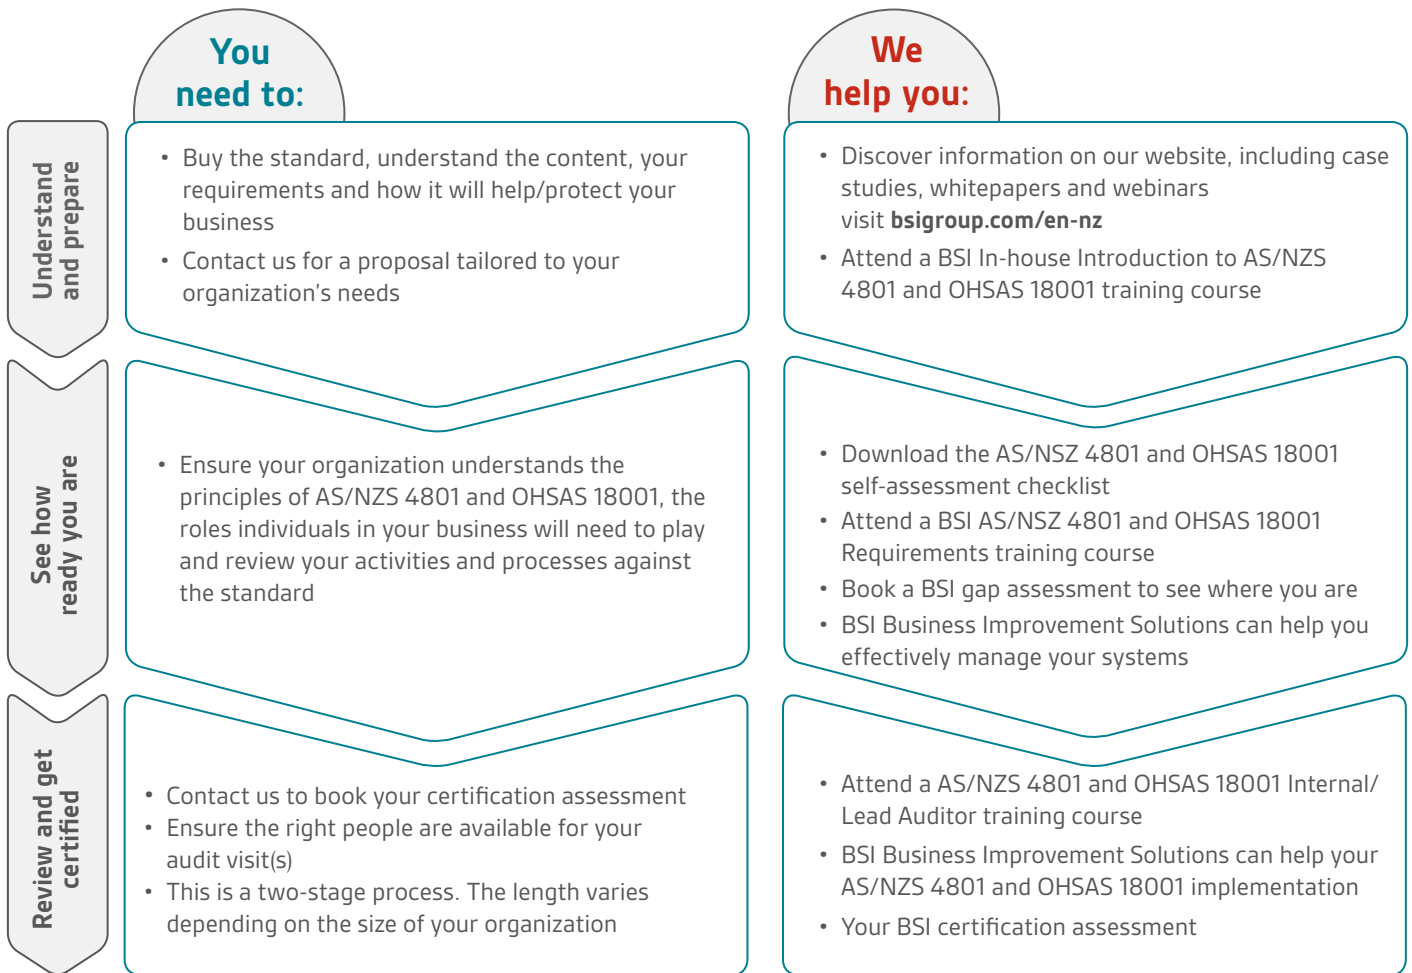 You
need to:
We
help you:
Understand
and prepare
• Buy the standard, understand the content, your
requirements and how it will help/protect your
business
• Contact us for a proposal tailored to your
organization's needs
• Discover information on our website, including case
studies, whitepapers and webinars
visit bsigroup.com/en-nz
• Attend a BSI In-house Introduction to AS/NZS
4801 and OHSAS 18001 training course
See how
ready you are
• Ensure your organization understands the
principles of AS/NZS 4801 and OHSAS 18001, the
roles individuals in your business will need to play
and review your activities and processes against
the standard
• Download the AS/NSZ 4801 and OHSAS 18001
self-assessment checklist
• Attend a BSI AS/NSZ 4801 and OHSAS 18001
Requirements training course
• Book a BSI gap assessment to see where you are
• BSI Business Improvement Solutions can help you
effectively manage your systems
Review and get
certified
• Contact us to book your certification assessment
• Ensure the right people are available for your
audit visit(s)
• This is a two-stage process. The length varies
depending on the size of your organization
• Attend a AS/NZS 4801 and OHSAS 18001 Internal/
Lead Auditor training course
• BSI Business Improvement Solutions can help your
AS/NZS 4801 and OHSAS 18001 implementation
• Your BSI certification assessment